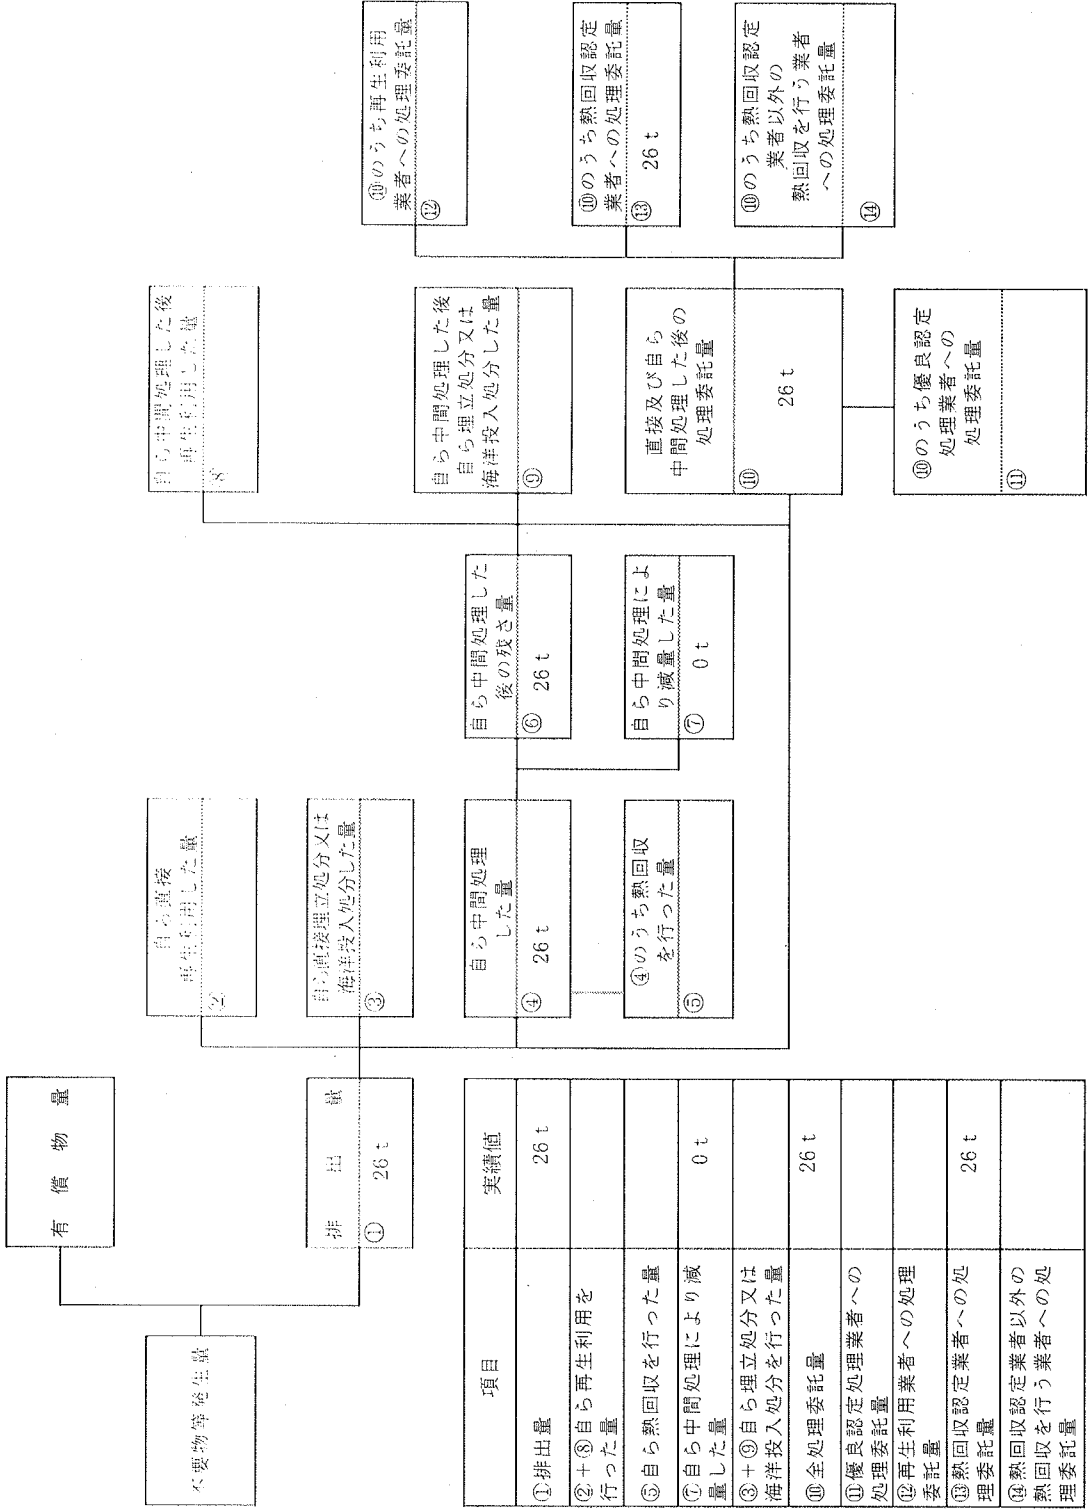 不要物等発生量
有償物量
排出量
①
26t
自ら直接
再生利用した量
②
自ら直接埋立処分又は
海洋投入処分した量
③
自ら中間処理
した量
④
26t
④のうち熱回収
を行った量
⑤
自ら中間処理した
後の残さ量
⑥
26t
自ら中間処理によ
り減量した量
⑦
0t
自ら中間処理した後
再生利用した量
⑧
自ら中間処理した後
自ら埋立処分又は
海洋投入処分した量
⑨
直接及び自ら
中間処理した後の
処理委託量
⑩
26t
⑩のうち優良認定
処理業者への
処理委託量
⑪
⑩のうち再生利用
業者への処理委託量
⑫
⑩のうち熱回収認定
業者への処理委託量
⑬
26t
⑩のうち熱回収認定
業者以外の
熱回収を行う業者
への処理委託量
⑭
項目
実績値
①排出量
26t
②+⑧自ら再生利用を
行った量
⑤自ら熱回収を行った量
⑦自ら中間処理により減
量した量
0t
③+⑨自ら埋立処分又は
海洋投入処分を行った量
⑩全処理委託量
26t
⑪優良認定処理業者への
処理委託量
⑫再生利用業者への処理
委託量
⑬熱回収認定業者への処
理委託量
26t
⑭熱回収認定業者以外の
熱回収を行う業者への処
理委託量